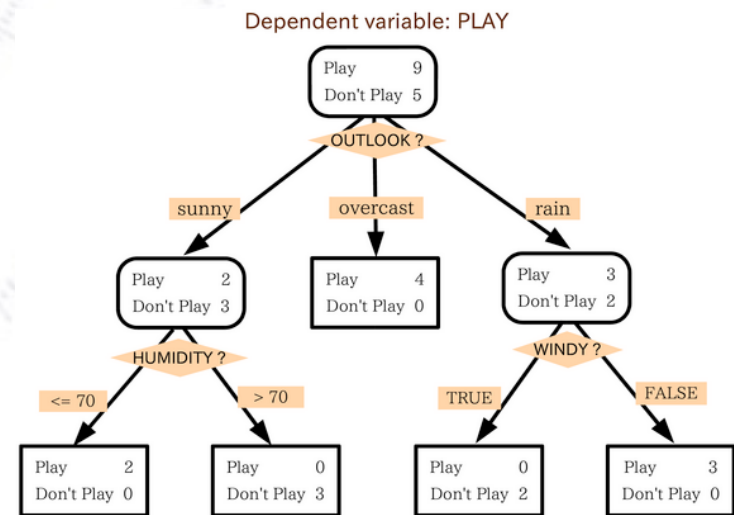 Dependent variable: PLAY
Play 9
Don't Play 5
OUTLOOK ?
sunny
overcast
rain
Play 2
Don't Play 3
Play 4
Don't Play 0
Play 3
Don't Play 2
HUMIDITY ?
WINDY ?
<= 70
> 70
TRUE
FALSE
Play 2
Don't Play 0
Play 0
Don't Play 3
Play 0
Don't Play 2
Play 3
Don't Play 0